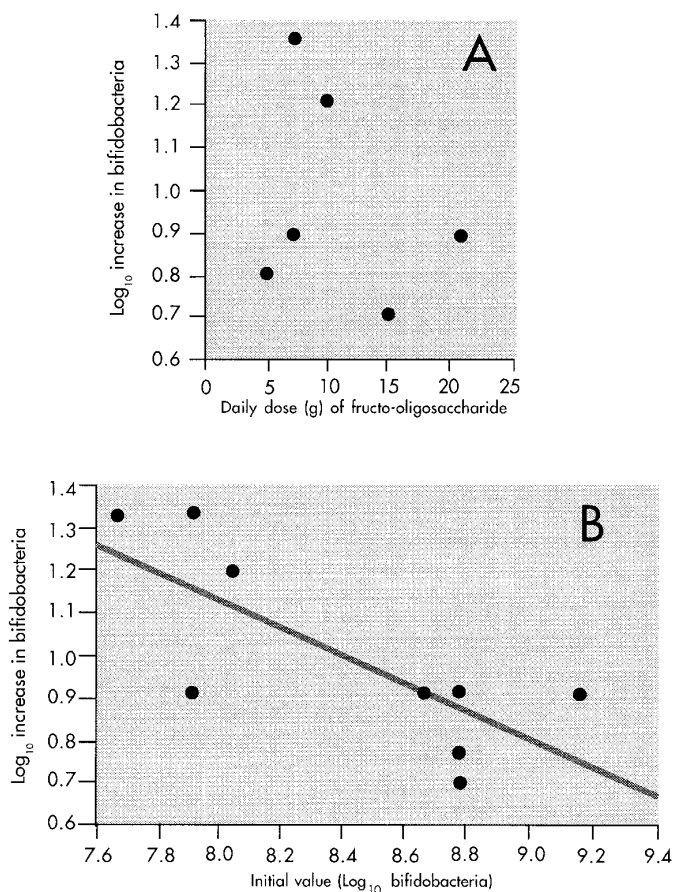 1.4
A
1.3
1.2
1.1
1.0
0.9
0.8
0.7
0.6
Log10 increase in bifidobacteria
0 5 10 15 20 25
Daily dose (g) of fructo-oligosaccharide
1.4
B
1.3
1.2
1.1
1.0
0.9
0.8
0.7
0.6
Log10 increase in bifidobacteria
7.6 7.8 8.0 8.2 8.4 8.6 8.8 9.0 9.2 9.4
Initial value (Log10 bifidobacteria)